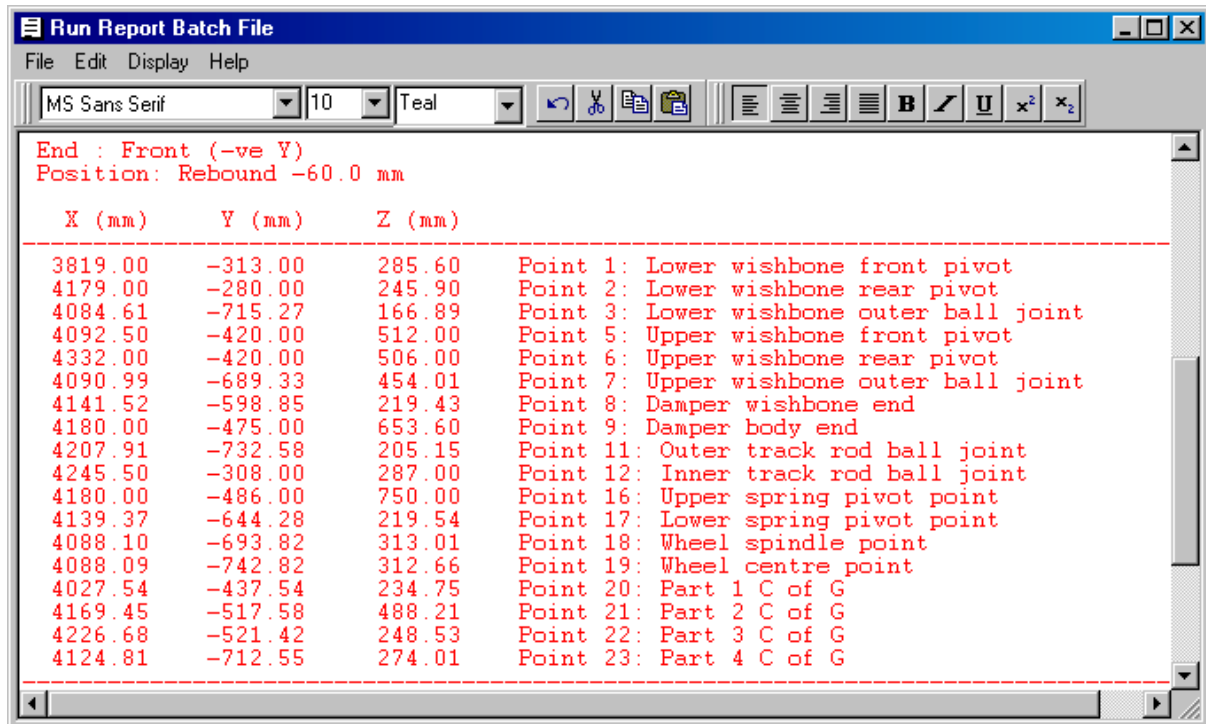 Run Report Batch File
File Edit Display Help
MS Sans Serif 10 Teal B I U x² x₂
End : Front (-ve Y)
Position: Rebound -60.0 mm
X (mm) Y (mm) Z (mm)
3819.00 -313.00 285.60 Point 1: Lower wishbone front pivot
4179.00 -280.00 245.90 Point 2: Lower wishbone rear pivot
4084.61 -715.27 166.89 Point 3: Lower wishbone outer ball joint
4092.50 -420.00 512.00 Point 5: Upper wishbone front pivot
4332.00 -420.00 506.00 Point 6: Upper wishbone rear pivot
4090.99 -689.33 454.01 Point 7: Upper wishbone outer ball joint
4141.52 -598.85 219.43 Point 8: Damper wishbone end
4180.00 -475.00 653.60 Point 9: Damper body end
4207.91 -732.58 205.15 Point 11: Outer track rod ball joint
4245.50 -308.00 287.00 Point 12: Inner track rod ball joint
4180.00 -486.00 750.00 Point 16: Upper spring pivot point
4139.37 -644.28 219.54 Point 17: Lower spring pivot point
4088.10 -693.82 313.01 Point 18: Wheel spindle point
4088.09 -742.82 312.66 Point 19: Wheel centre point
4027.54 -437.54 234.75 Point 20: Part 1 C of G
4169.45 -517.58 488.21 Point 21: Part 2 C of G
4226.68 -521.42 248.53 Point 22: Part 3 C of G
4124.81 -712.55 274.01 Point 23: Part 4 C of G